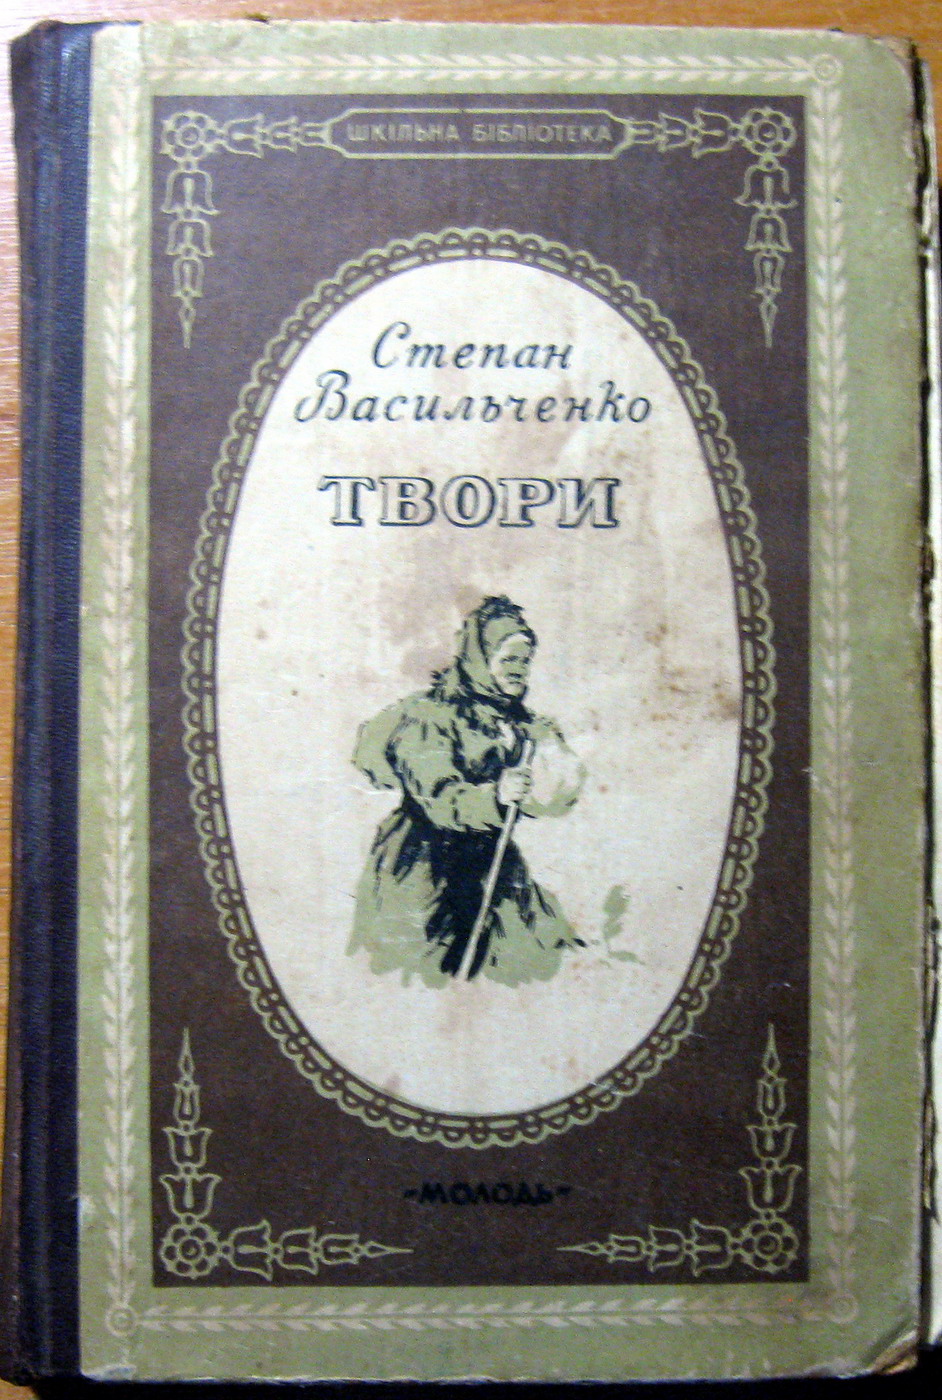 ШКІЛЬНА БІБЛІОТЕКА
Степан
Васильченко
ТВОРИ
"МОЛОДЬ"